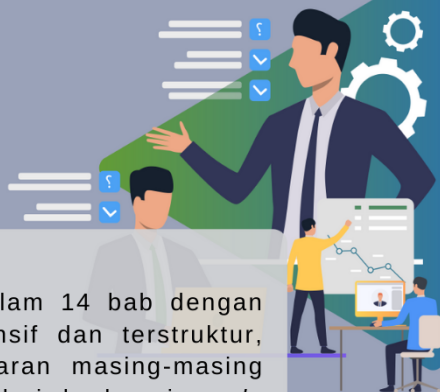 lam 14 bab dengan
nsif dan terstruktur,
aran masing-masing